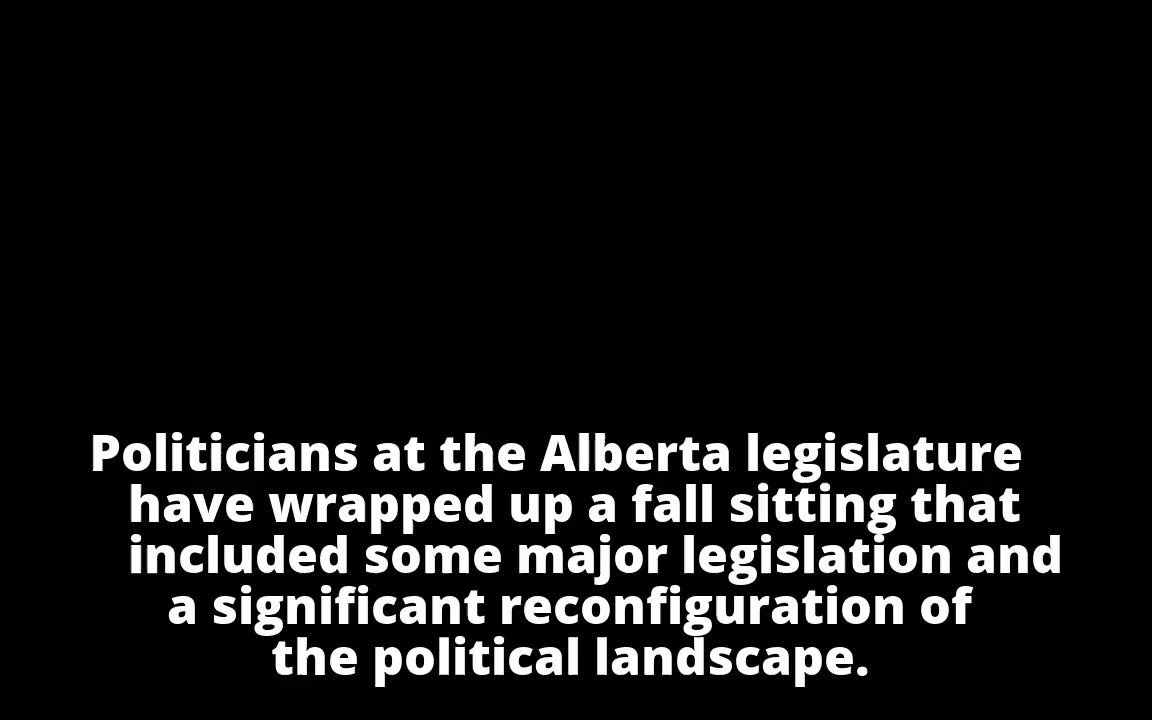 Politicians at the Alberta legislature
have wrapped up a fall sitting that
included some major legislation and
a significant reconfiguration of
the political landscape.